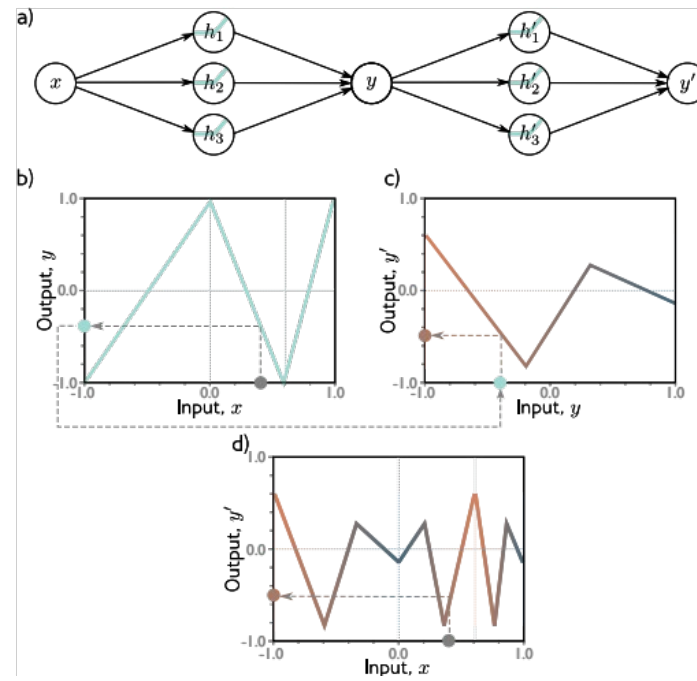 a)
x h₁ h₂ h₃ y h′₁ h′₂ h′₃ y′
b)
1.0
0.0
-1.0
Output, y
-1.0 0.0 1.0
Input, x
c)
1.0
0.0
-1.0
Output, y′
-1.0 0.0 1.0
Input, y
d)
1.0
0.0
-1.0
Output, y′
-1.0 0.0 1.0
Input, x